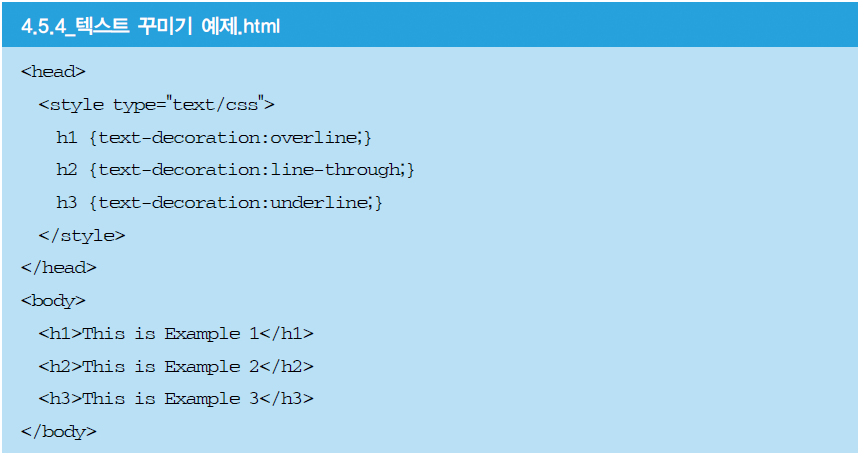 4.5.4_텍스트 꾸미기 예제.html
<head>
<style type="text/css">
h1 {text-decoration:overline;}
h2 {text-decoration:line-through;}
h3 {text-decoration:underline;}
</style>
</head>
<body>
<h1>This is Example 1</h1>
<h2>This is Example 2</h2>
<h3>This is Example 3</h3>
</body>